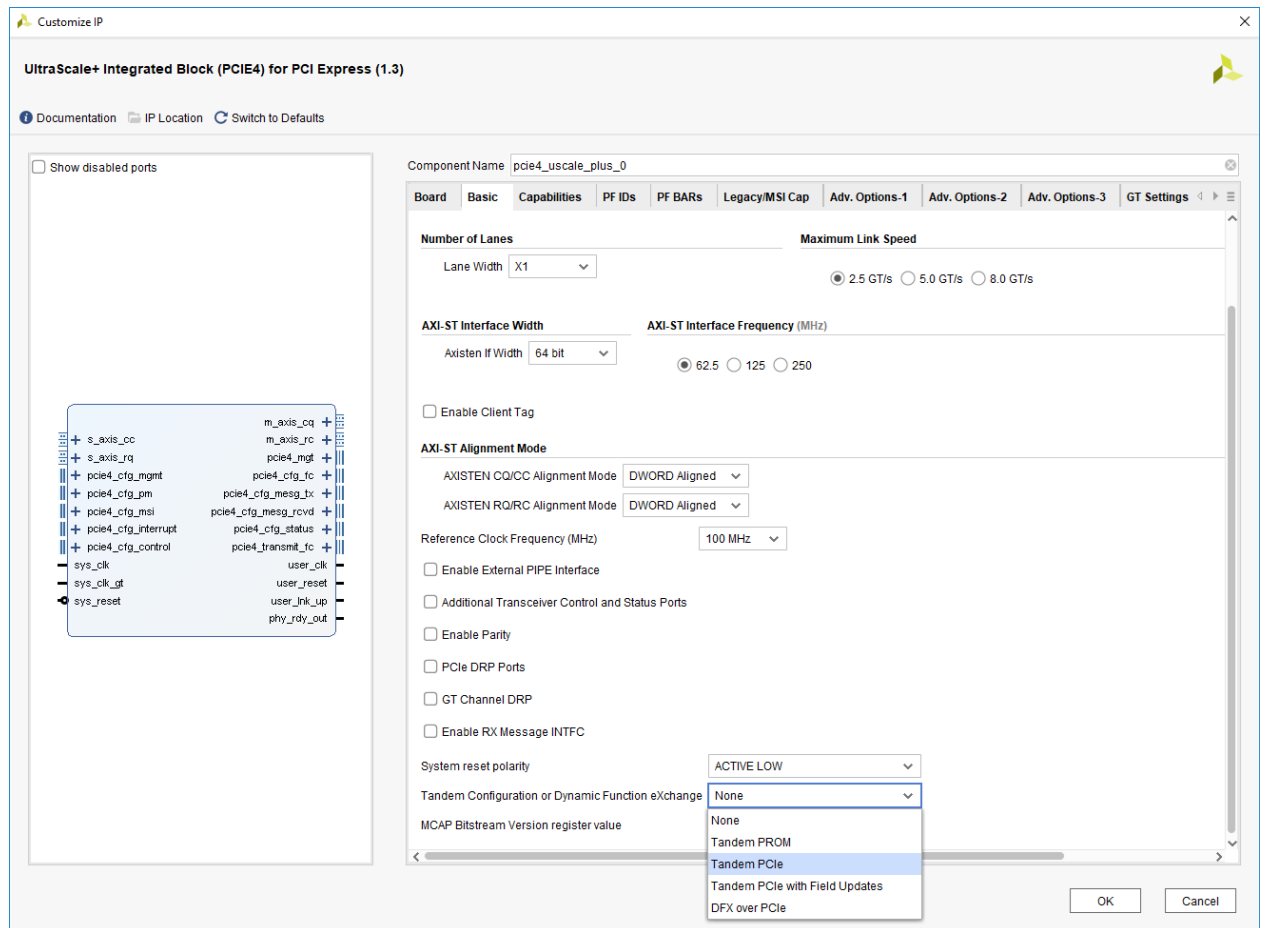 Customize IP
UltraScale+ Integrated Block (PCIE4) for PCI Express (1.3)
Documentation IP Location Switch to Defaults
Show disabled ports
m_axis_cq
s_axis_cc m_axis_rc
s_axis_rq pcie4_mgt
pcie4_cfg_mgmt pcie4_cfg_fc
pcie4_cfg_pm pcie4_cfg_mesg_tx
pcie4_cfg_msi pcie4_cfg_mesg_rcvd
pcie4_cfg_interrupt pcie4_cfg_status
pcie4_cfg_control pcie4_transmit_fc
sys_clk user_clk
sys_clk_gt user_reset
sys_reset user_lnk_up
phy_rdy_out
Component Name pcie4_uscale_plus_0
Board Basic Capabilities PF IDs PF BARs Legacy/MSI Cap Adv. Options-1 Adv. Options-2 Adv. Options-3 GT Settings
Number of Lanes Maximum Link Speed
Lane Width X1 2.5 GT/s 5.0 GT/s 8.0 GT/s
AXI-ST Interface Width AXI-ST Interface Frequency (MHz)
Axisten If Width 64 bit 62.5 125 250
Enable Client Tag
AXI-ST Alignment Mode
AXISTEN CQ/CC Alignment Mode DWORD Aligned
AXISTEN RQ/RC Alignment Mode DWORD Aligned
Reference Clock Frequency (MHz) 100 MHz
Enable External PIPE Interface
Additional Transceiver Control and Status Ports
Enable Parity
PCIe DRP Ports
GT Channel DRP
Enable RX Message INTFC
System reset polarity ACTIVE LOW
Tandem Configuration or Dynamic Function eXchange None
MCAP Bitstream Version register value
None
Tandem PROM
Tandem PCIe
Tandem PCIe with Field Updates
DFX over PCIe
OK Cancel